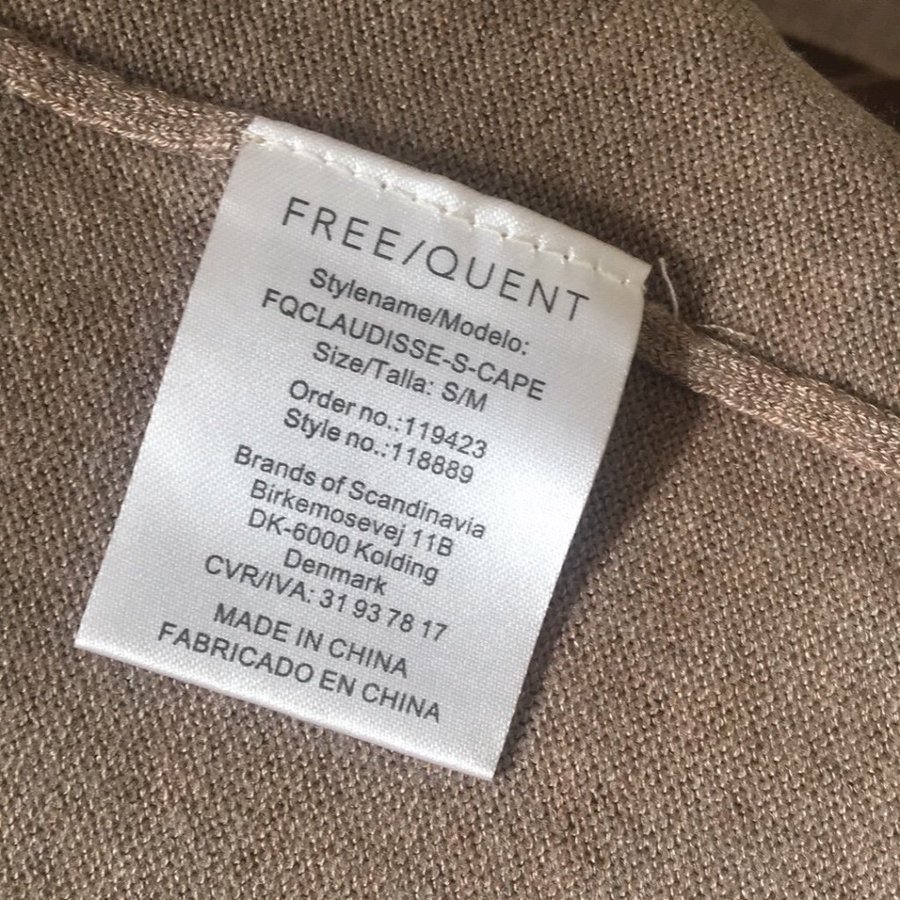 FREE/QUENT
Stylename/Modelo:
FQCLAUDISSE-S-CAPE
Size/Talla: S/M
Order no.:119423
Style no.:118889
Brands of Scandinavia
Birkemosevej 11B
DK-6000 Kolding
Denmark
CVR/IVA: 31 93 78 17
MADE IN CHINA
FABRICADO EN CHINA